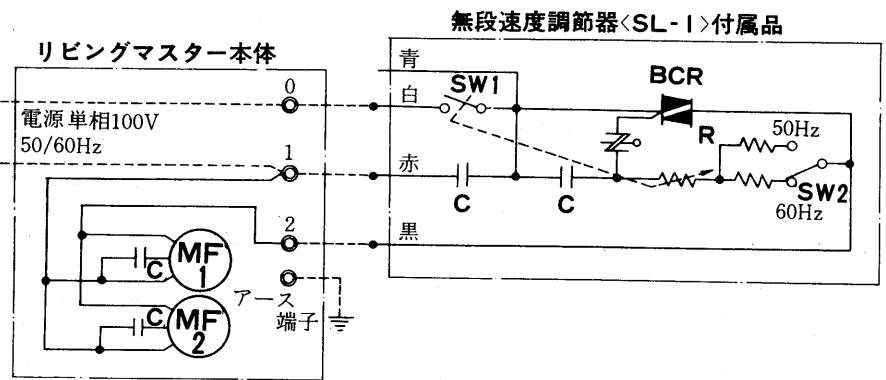 無段速度調節器〈SL-1〉付属品
リビングマスター本体
青
SW1
BCR
0
白
電源 単相100V
50/60Hz
R
50Hz
1
赤
C
C
SW2
60Hz
2
黒
MF
1
C
アース
端子
MF
2
C